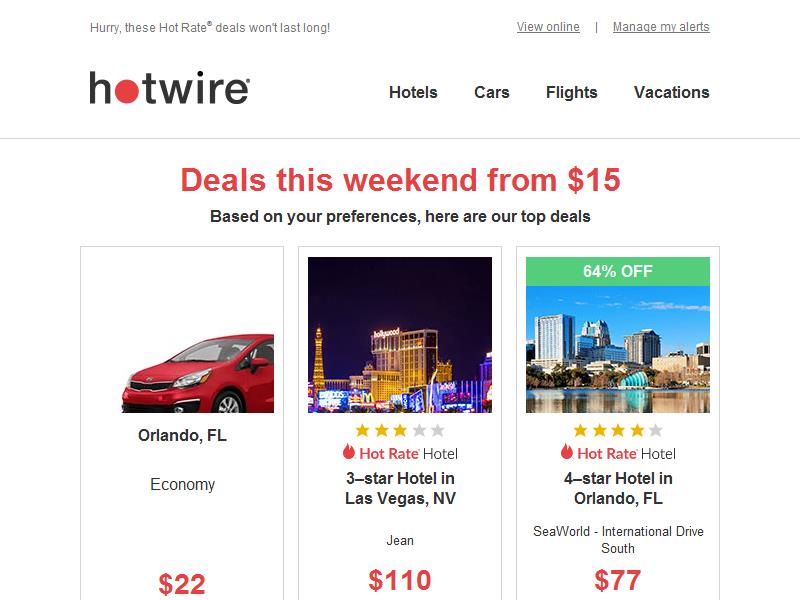 Hurry, these Hot Rate® deals won't last long!
View online | Manage my alerts
hotwire
Hotels Cars Flights Vacations
Deals this weekend from $15
Based on your preferences, here are our top deals
Orlando, FL
Economy
$22
hollywood
Hot Rate Hotel
3–star Hotel in
Las Vegas, NV
Jean
$110
64% OFF
Hot Rate Hotel
4–star Hotel in
Orlando, FL
SeaWorld - International Drive
South
$77